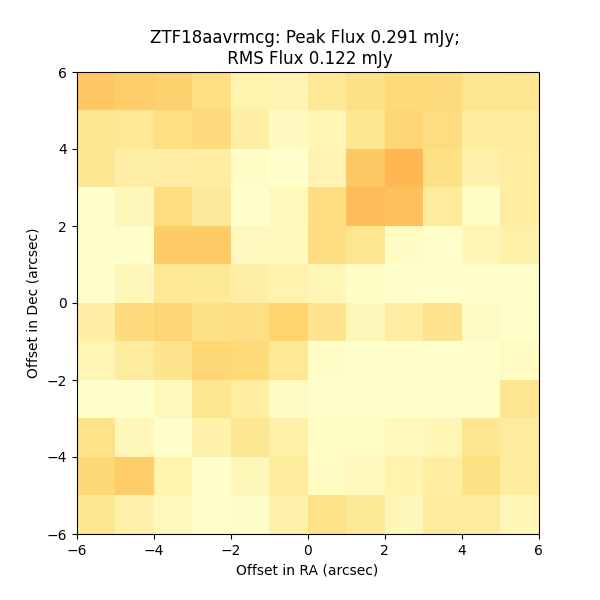 ZTF18aavrmcg: Peak Flux 0.291 mJy;
RMS Flux 0.122 mJy
6
4
2
0
−2
−4
−6
Offset in Dec (arcsec)
−6 −4 −2 0 2 4 6
Offset in RA (arcsec)